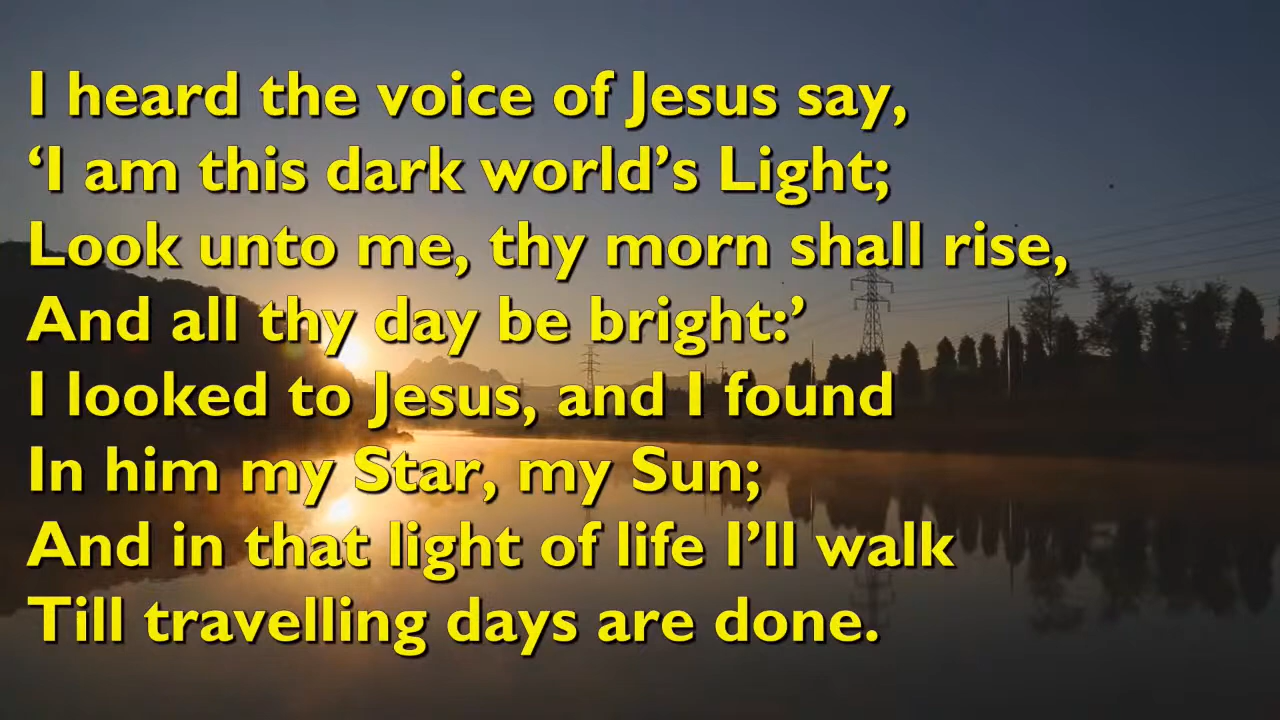 I heard the voice of Jesus say,
‘I am this dark world’s Light;
Look unto me, thy morn shall rise,
And all thy day be bright:’
I looked to Jesus, and I found
In him my Star, my Sun;
And in that light of life I’ll walk
Till travelling days are done.